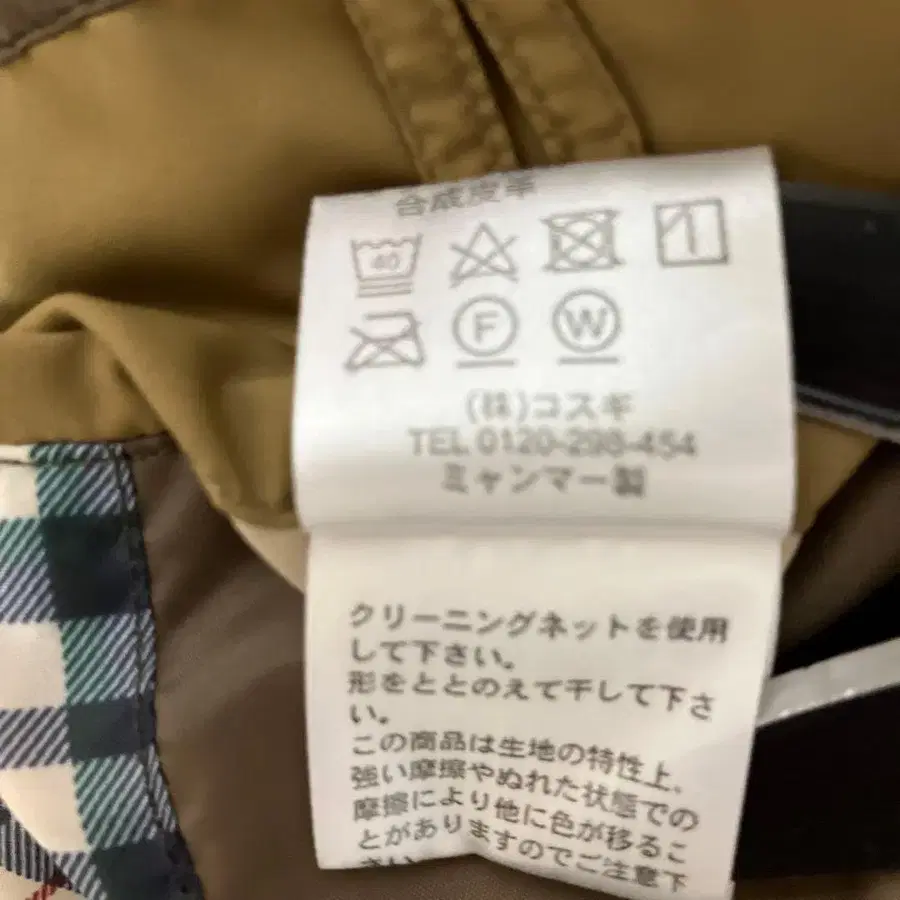 合成皮革
40
F W
(株)コスギ
TEL 0120-298-454
ミャンマー製
クリーニングネットを使用
して下さい。
形をととのえて干して下さ
い。
この商品は生地の特性上、
強い摩擦やぬれた状態での
摩擦により他に色が移るこ
とがありますのでご注意下
さい。